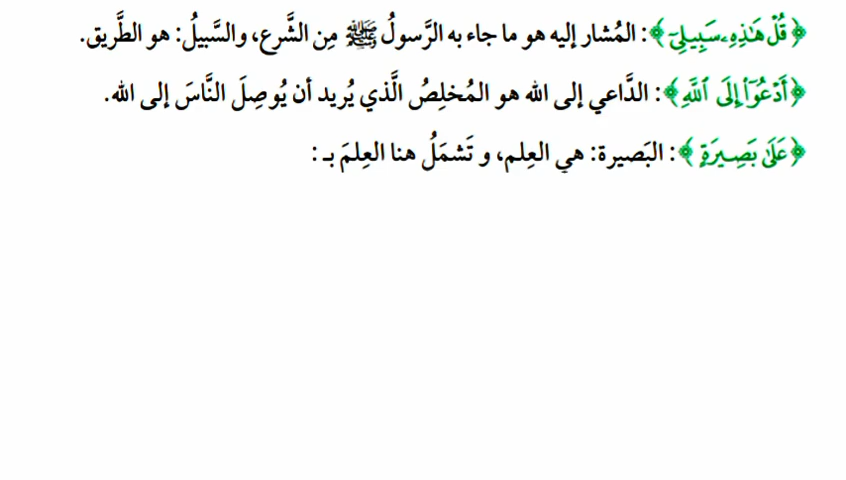 ﴿قُلْ هَٰذِهِۦ سَبِيلِىٓ﴾: المُشار إليه هو ما جاء به الرَّسولُ ﷺ مِن الشَّرع، والسَّبيلُ: هو الطَّريق.
﴿أَدْعُوٓا۟ إِلَى ٱللَّهِ﴾: الدَّاعي إلى الله هو المُخلِصُ الَّذي يُريد أن يُوصِلَ النَّاسَ إلى الله.
﴿عَلَىٰ بَصِيرَةٍ﴾: البَصيرة: هي العِلم، و تَشمَلُ هنا العِلمَ بـ :